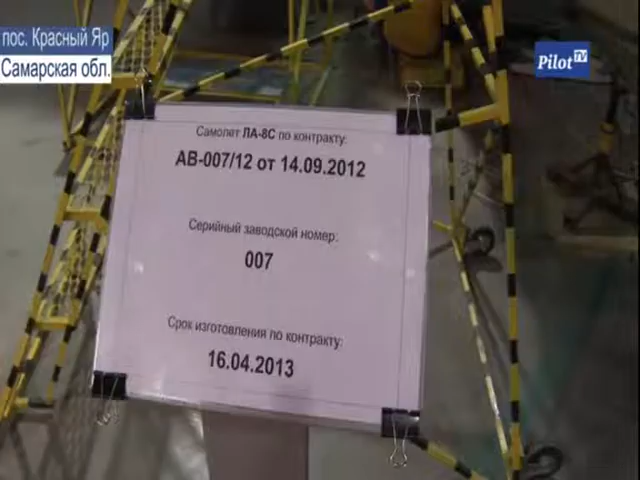 пос. Красный Яр
Самарская обл.
Pilot TV
Самолет ЛА-8С по контракту:
АВ-007/12 от 14.09.2012
Серийный заводской номер:
007
Срок изготовления по контракту:
16.04.2013